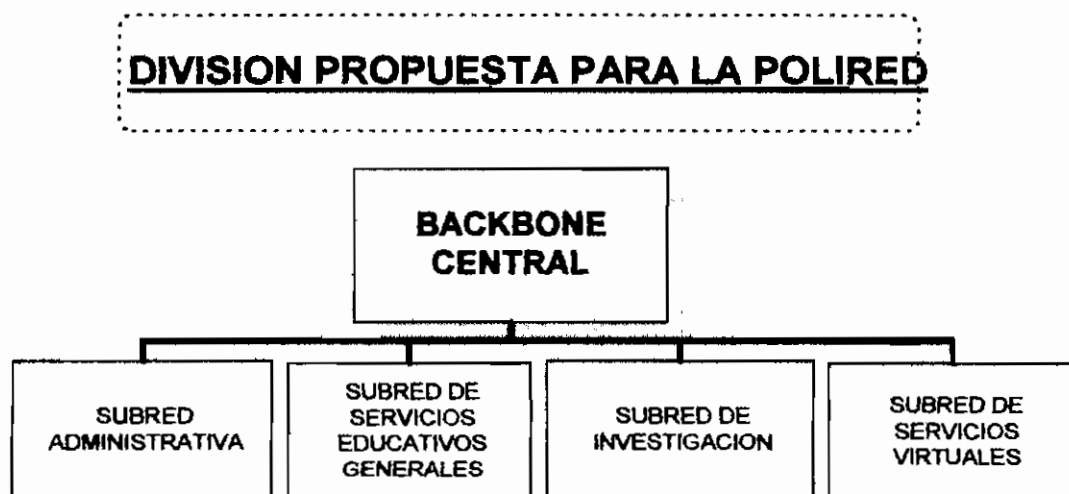 DIVISION PROPUESTA PARA LA POLIRED
BACKBONE
CENTRAL
SUBRED
ADMINISTRATIVA
SUBRED DE
SERVICIOS
EDUCATIVOS
GENERALES
SUBRED DE
INVESTIGACION
SUBRED DE
SERVICIOS
VIRTUALES